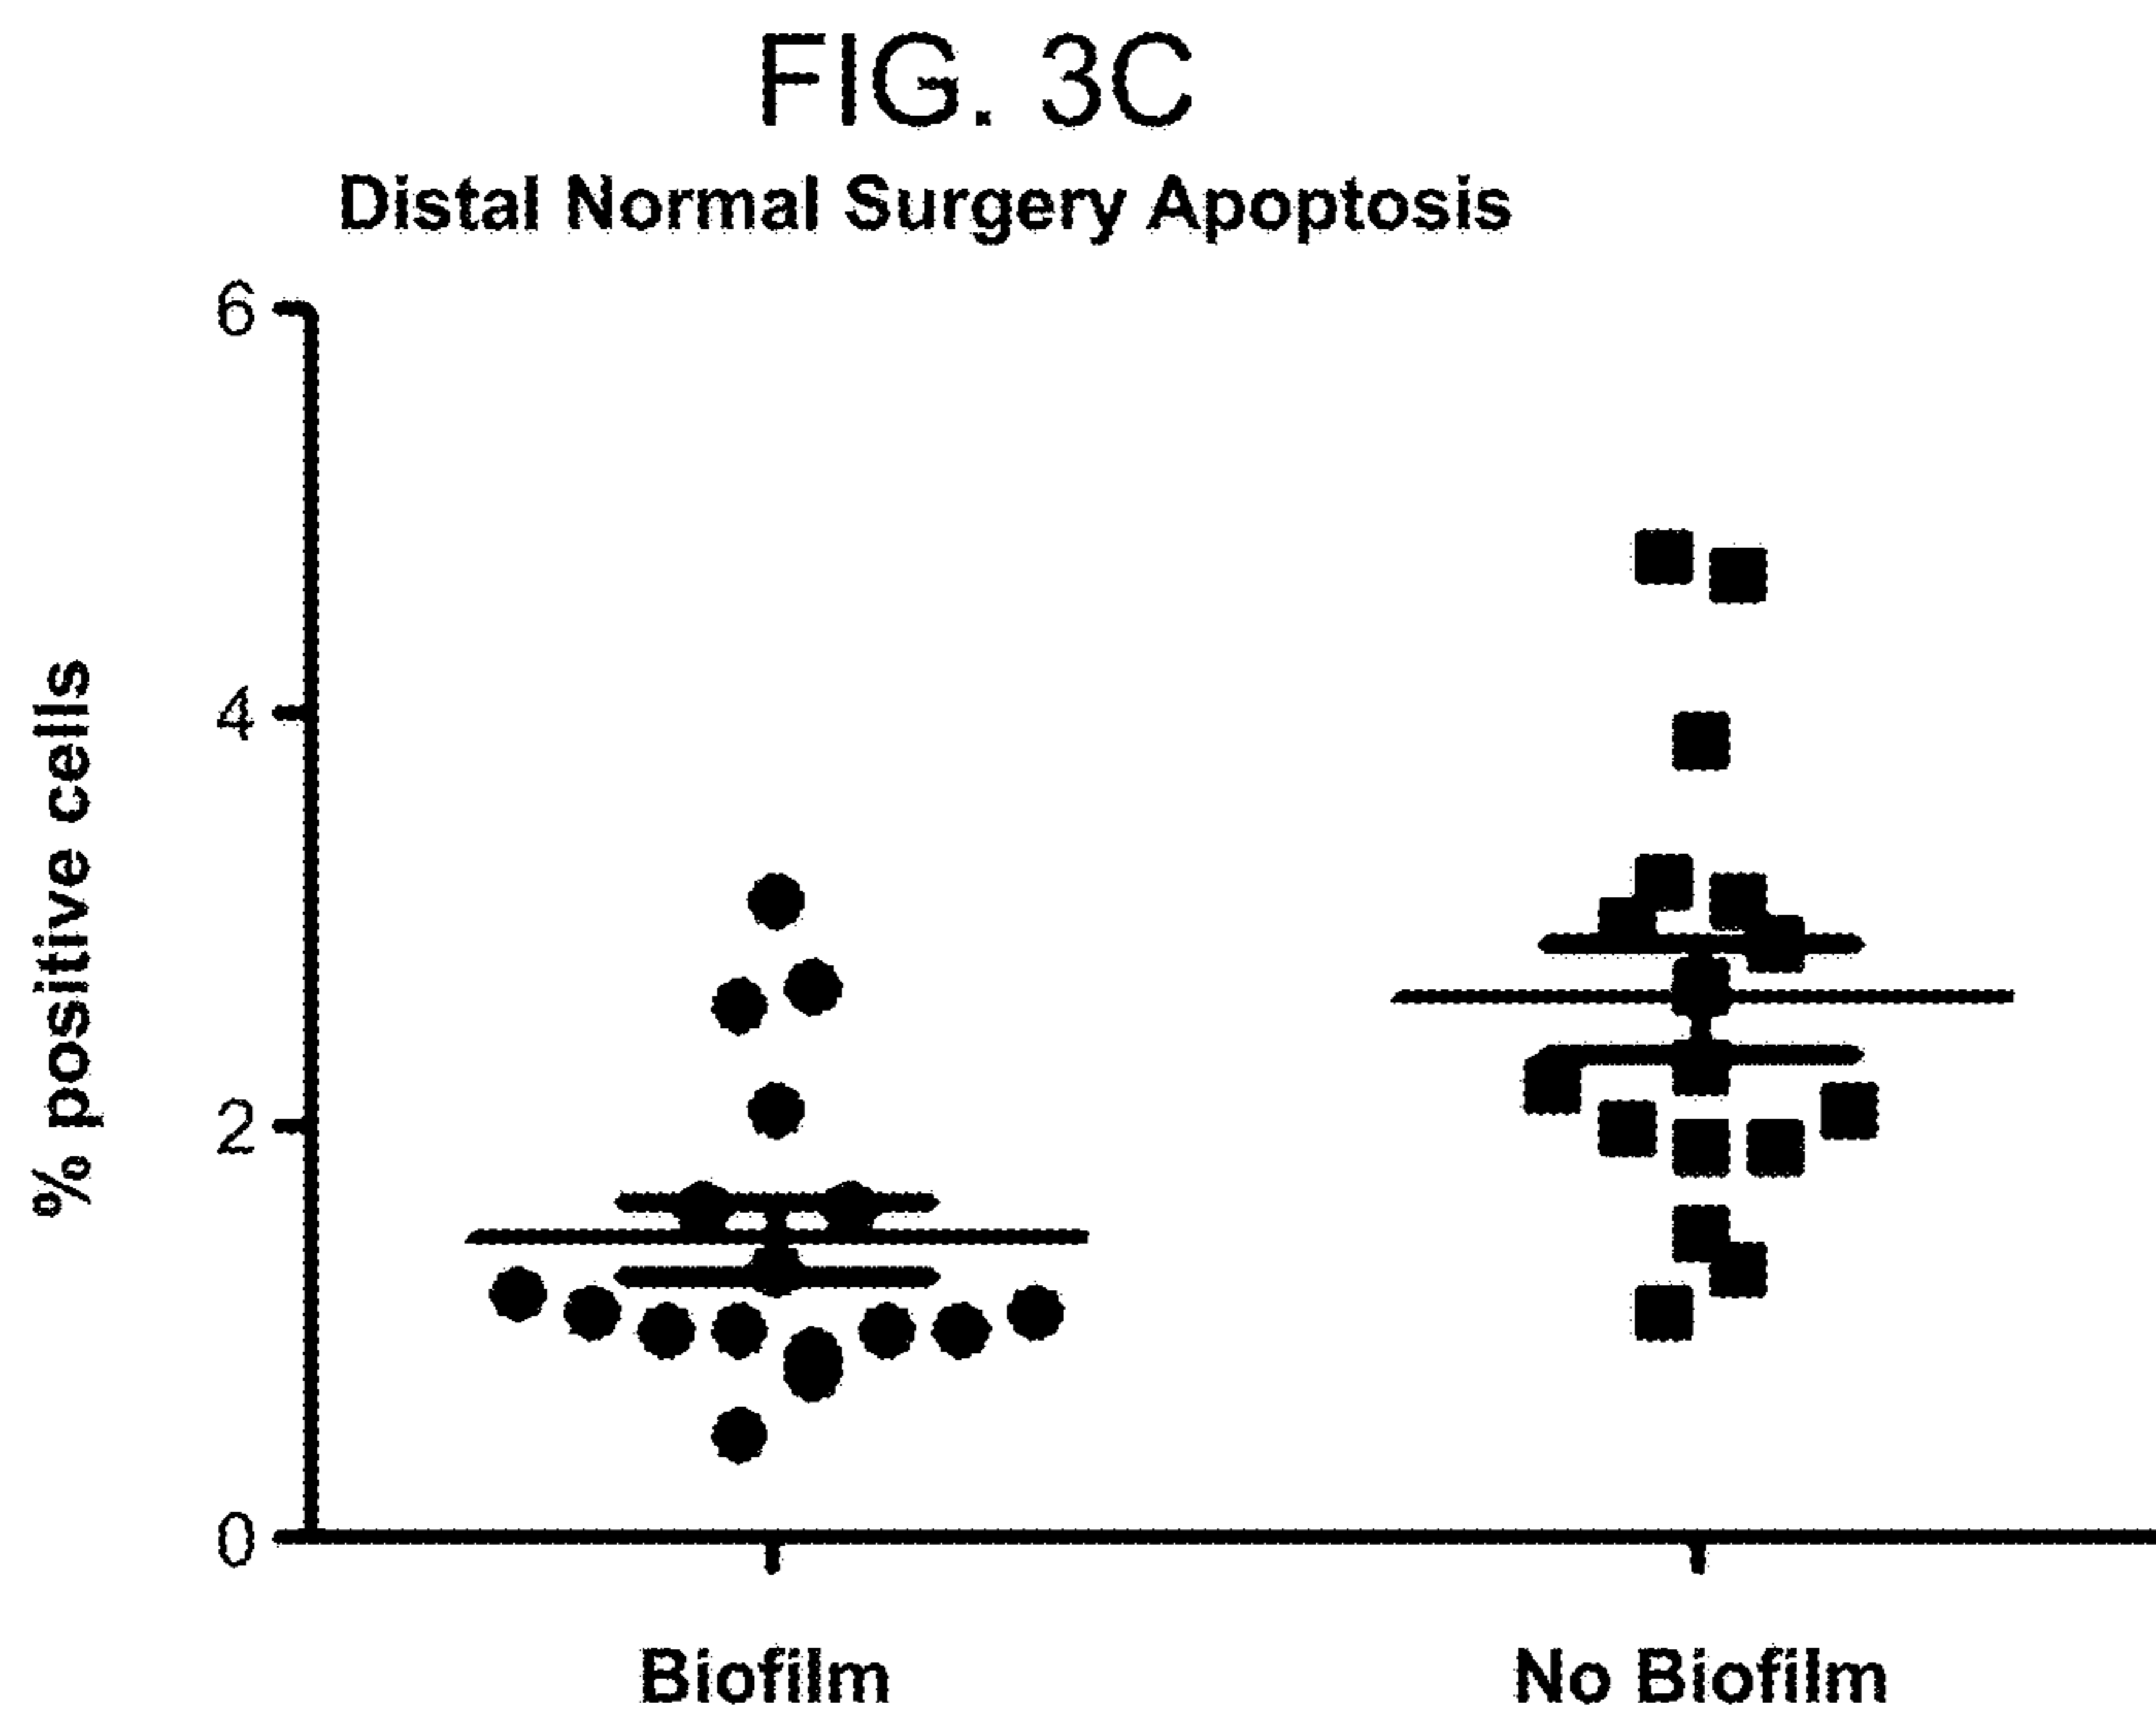 FIG. 3C
Distal Normal Surgery Apoptosis
6
4
2
0
% positive cells
Biofilm
No Biofilm